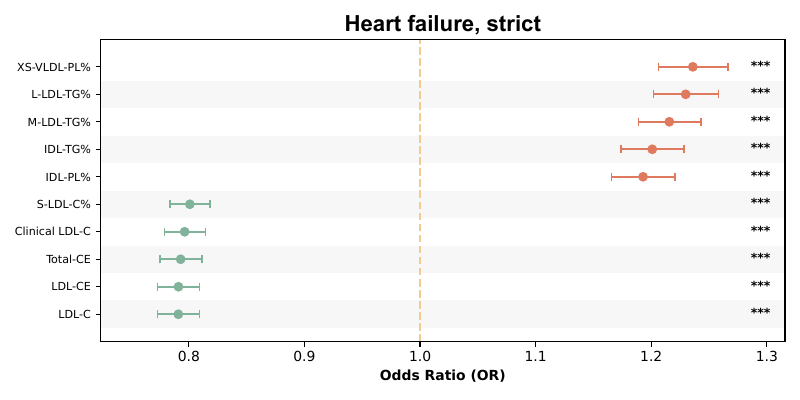 Heart failure, strict
XS-VLDL-PL% ***
L-LDL-TG% ***
M-LDL-TG% ***
IDL-TG% ***
IDL-PL% ***
S-LDL-C% ***
Clinical LDL-C ***
Total-CE ***
LDL-CE ***
LDL-C ***
0.8 0.9 1.0 1.1 1.2 1.3
Odds Ratio (OR)